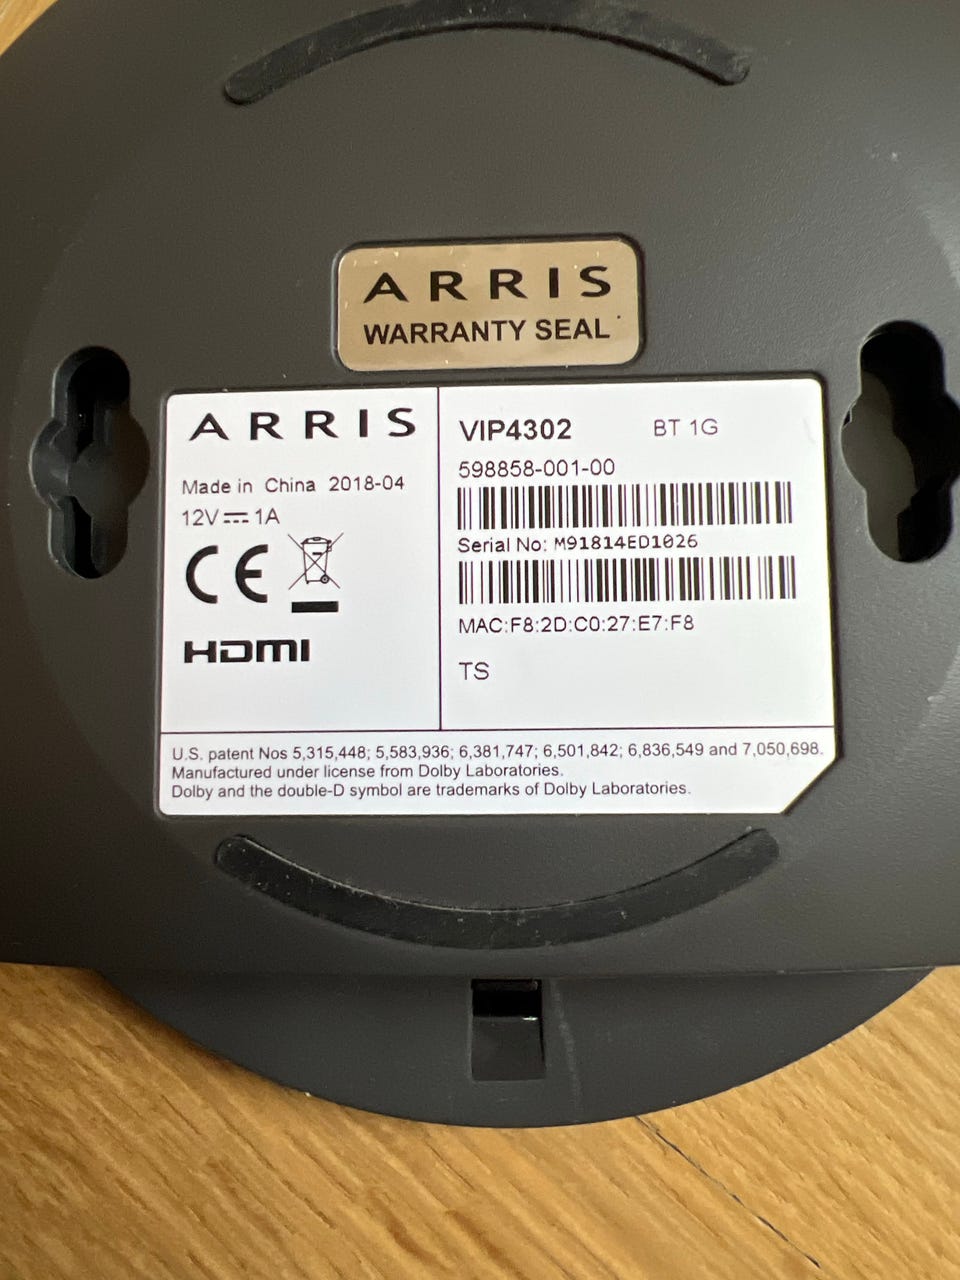 ARRIS
WARRANTY SEAL
ARRIS
Made in China 2018-04
12V⎓1A
CE
HDMI
VIP4302 BT 1G
598858-001-00
Serial No: M91814ED1026
MAC:F8:2D:C0:27:E7:F8
TS
U.S. patent Nos 5,315,448; 5,583,936; 6,381,747; 6,501,842; 6,836,549 and 7,050,698.
Manufactured under license from Dolby Laboratories.
Dolby and the double-D symbol are trademarks of Dolby Laboratories.